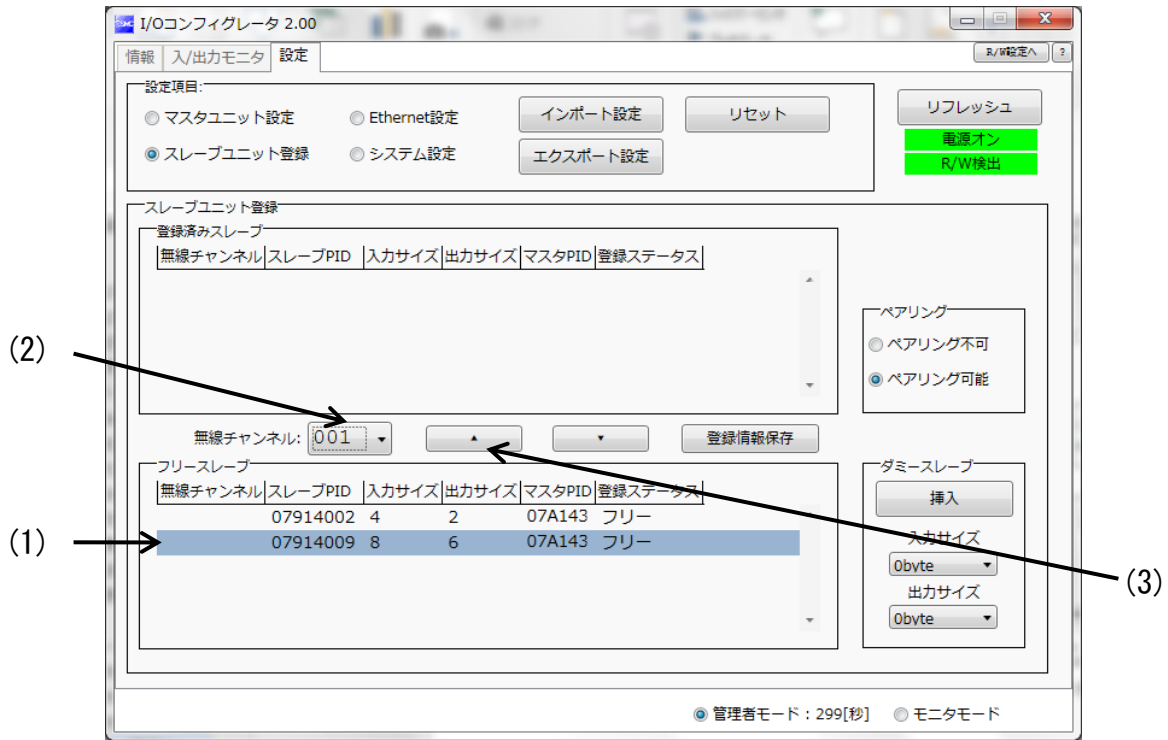 I/Oコンフィグレータ 2.00
情報 入/出力モニタ 設定 R/W設定へ ?
設定項目:
マスタユニット設定 Ethernet設定 インポート設定 リセット リフレッシュ
電源オン
スレーブユニット登録 システム設定 エクスポート設定 R/W検出
スレーブユニット登録
登録済みスレーブ
無線チャンネル スレーブPID 入力サイズ 出力サイズ マスタPID 登録ステータス
ペアリング
(2) ペアリング不可
ペアリング可能
無線チャンネル: 001 登録情報保存
フリースレーブ ダミースレーブ
無線チャンネル スレーブPID 入力サイズ 出力サイズ マスタPID 登録ステータス 挿入
07914002 4 2 07A143 フリー
(1) 07914009 8 6 07A143 フリー 入力サイズ
0byte (3)
出力サイズ
0byte
管理者モード:299[秒] モニタモード